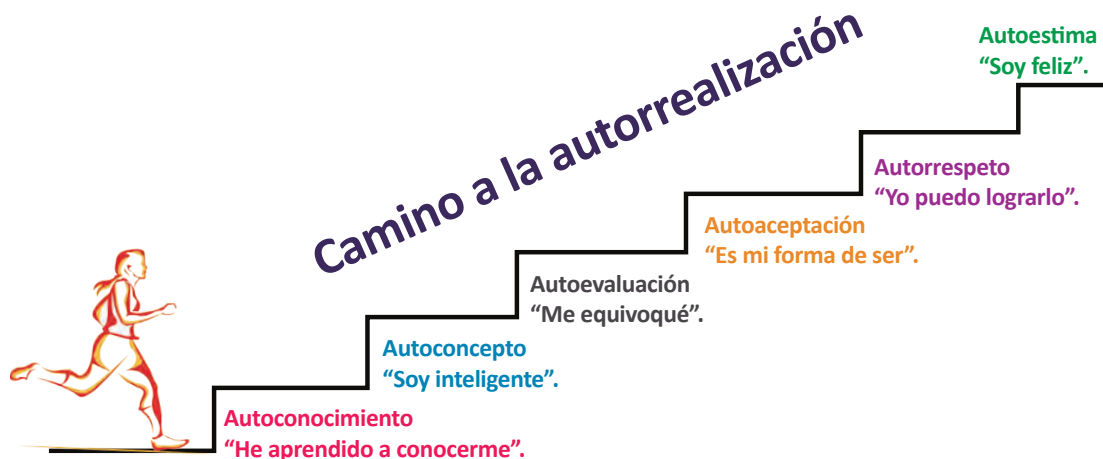 Camino a la autorrealización
Autoestima
“Soy feliz”.
Autorrespeto
“Yo puedo lograrlo”.
Autoaceptación
“Es mi forma de ser”.
Autoevaluación
“Me equivoqué”.
Autoconcepto
“Soy inteligente”.
Autoconocimiento
“He aprendido a conocerme”.